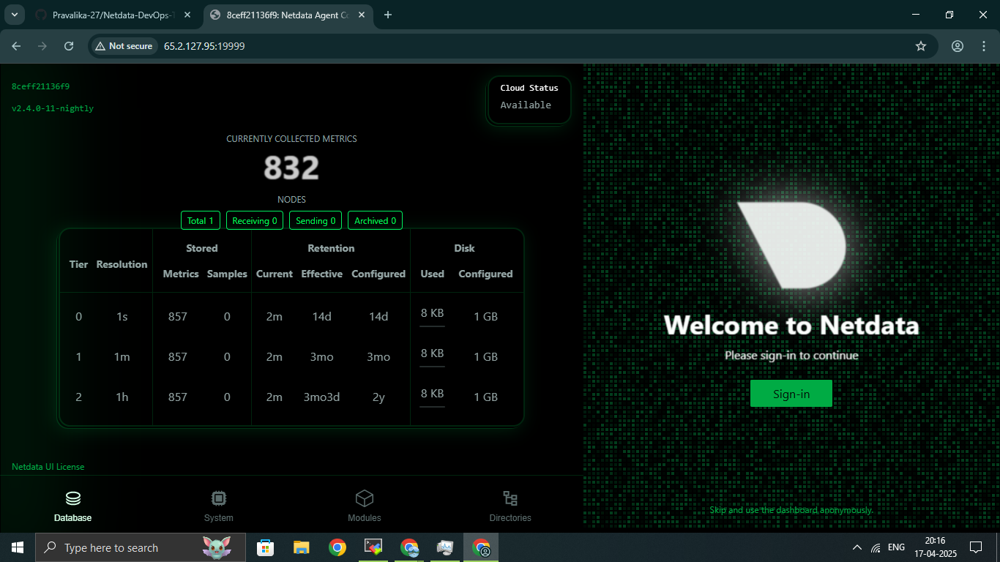 Pravalika-27/Netdata-DevOps-T
8ceff21136f9: Netdata Agent Co
Not secure
65.2.127.95:19999
8ceff21136f9
v2.4.0-11-nightly
Cloud Status
Available
CURRENTLY COLLECTED METRICS
832
NODES
Total 1 Receiving 0 Sending 0 Archived 0
Stored Retention Disk
Tier Resolution
Metrics Samples Current Effective Configured Used Configured
0 1s 857 0 2m 14d 14d 8 KB 1 GB
1 1m 857 0 2m 3mo 3mo 8 KB 1 GB
2 1h 857 0 2m 3mo3d 2y 8 KB 1 GB
Netdata UI License
Database System Modules Directories
Welcome to Netdata
Please sign-in to continue
Sign-in
Skip and use the dashboard anonymously.
Type here to search
ENG
20:16
17-04-2025